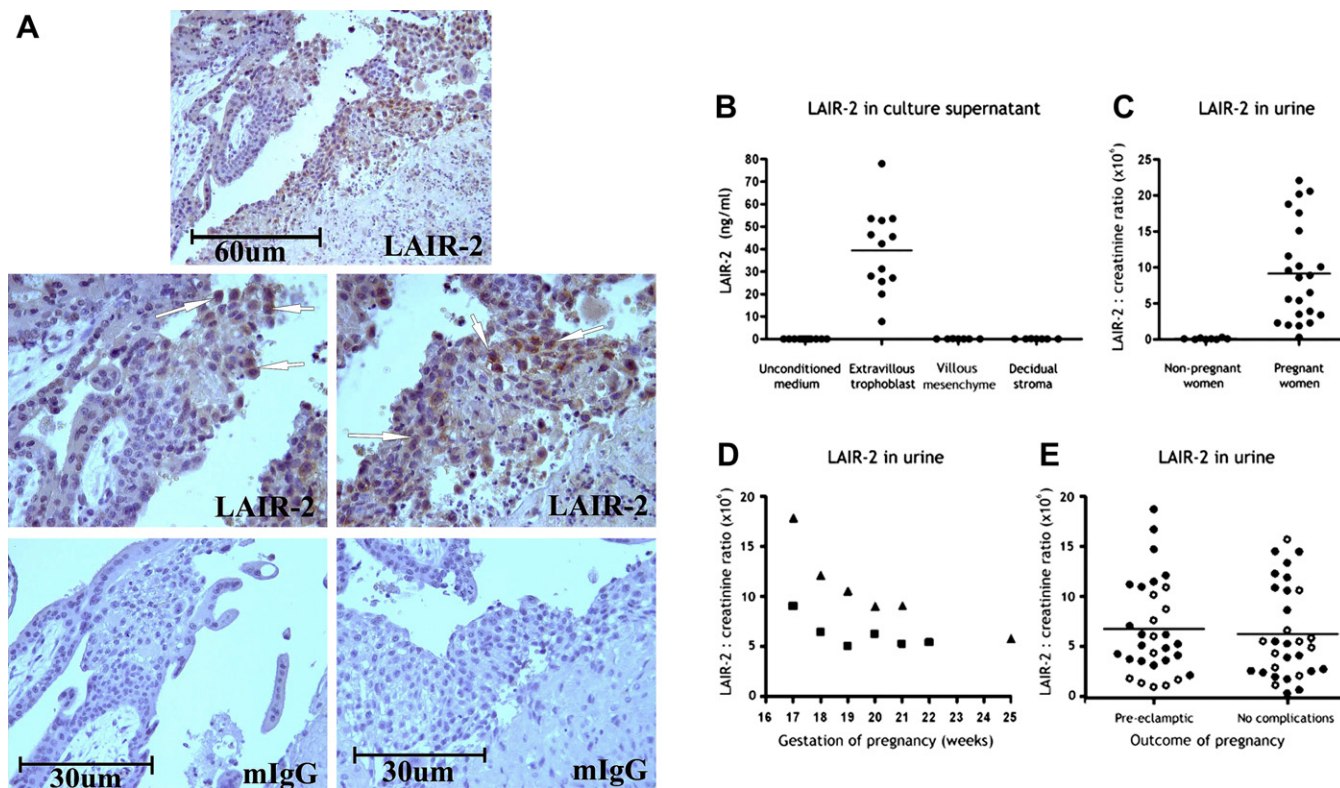 A
60um
LAIR-2
LAIR-2
LAIR-2
30um
mIgG
30um
mIgG
B
LAIR-2 in culture supernatant
LAIR-2 (ng/ml)
80
70
60
50
40
30
20
10
0
Unconditioned
medium
Extravillous
trophoblast
Villous
mesenchyme
Decidual
stroma
C
LAIR-2 in urine
LAIR-2 : creatinine ratio (x10⁶)
25
20
15
10
5
0
Non-pregnant
women
Pregnant
women
D
LAIR-2 in urine
LAIR-2 : creatinine ratio (x10⁶)
20
15
10
5
0
16 17 18 19 20 21 22 23 24 25
Gestation of pregnancy (weeks)
E
LAIR-2 in urine
LAIR-2 : creatinine ratio (x10⁶)
20
15
10
5
0
Pre-eclamptic
No complications
Outcome of pregnancy